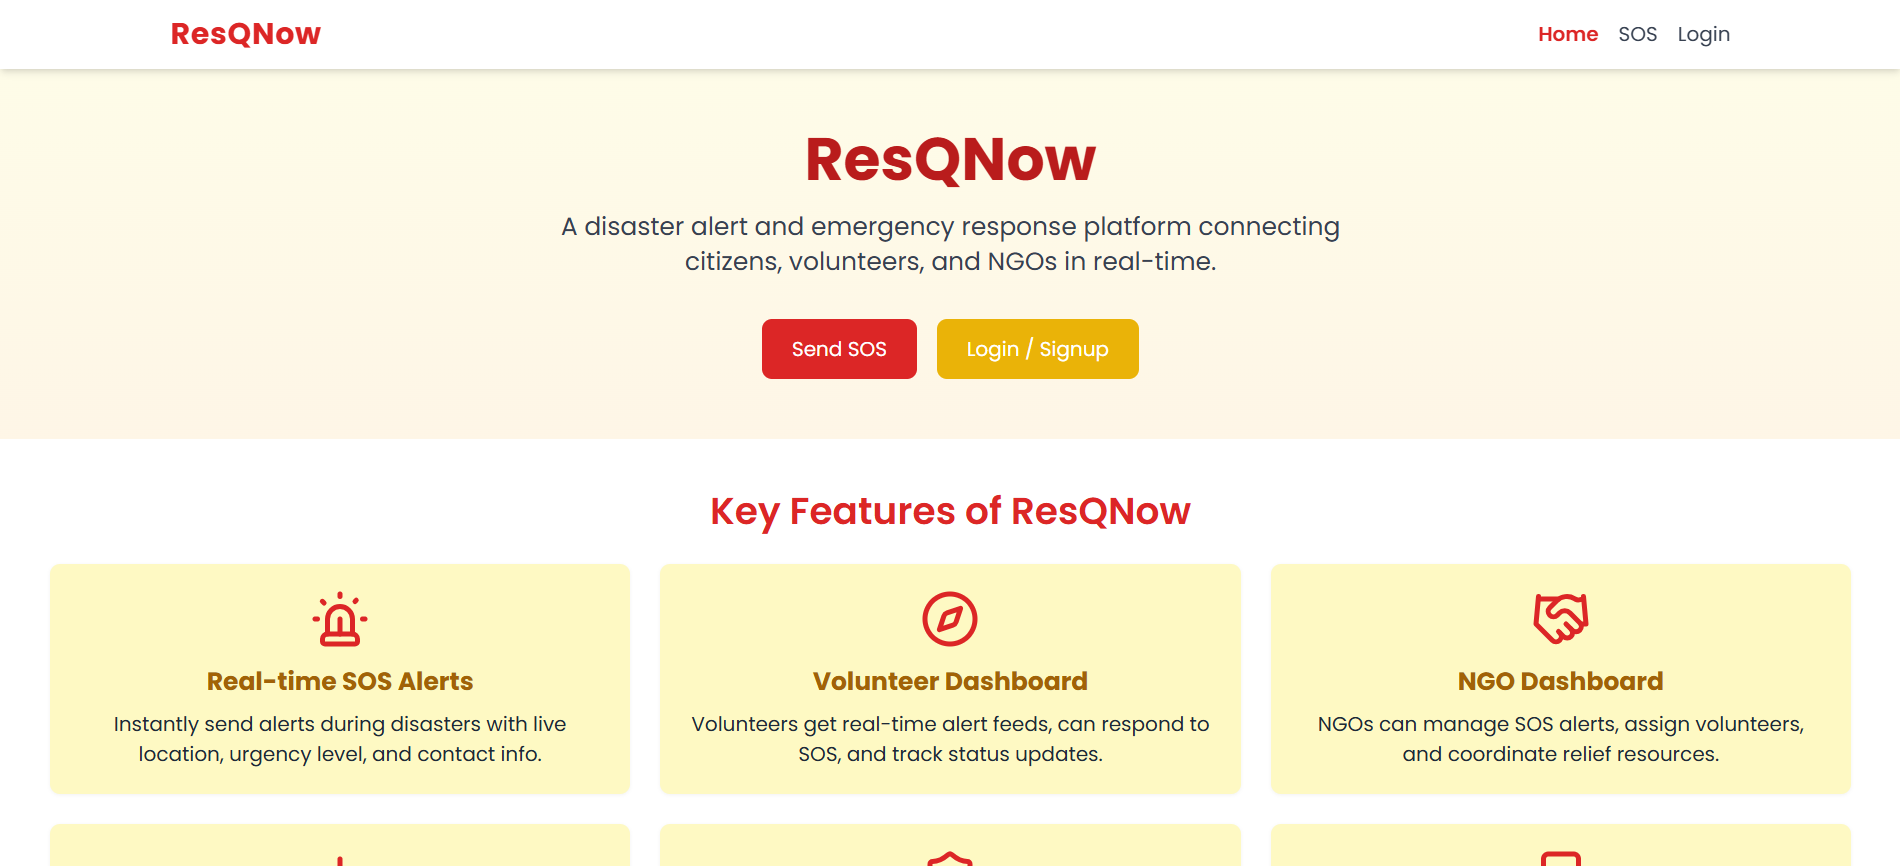 ResQNow
Home SOS Login
ResQNow
A disaster alert and emergency response platform connecting
citizens, volunteers, and NGOs in real-time.
Send SOS
Login / Signup
Key Features of ResQNow
Real-time SOS Alerts
Instantly send alerts during disasters with live
location, urgency level, and contact info.
Volunteer Dashboard
Volunteers get real-time alert feeds, can respond to
SOS, and track status updates.
NGO Dashboard
NGOs can manage SOS alerts, assign volunteers,
and coordinate relief resources.